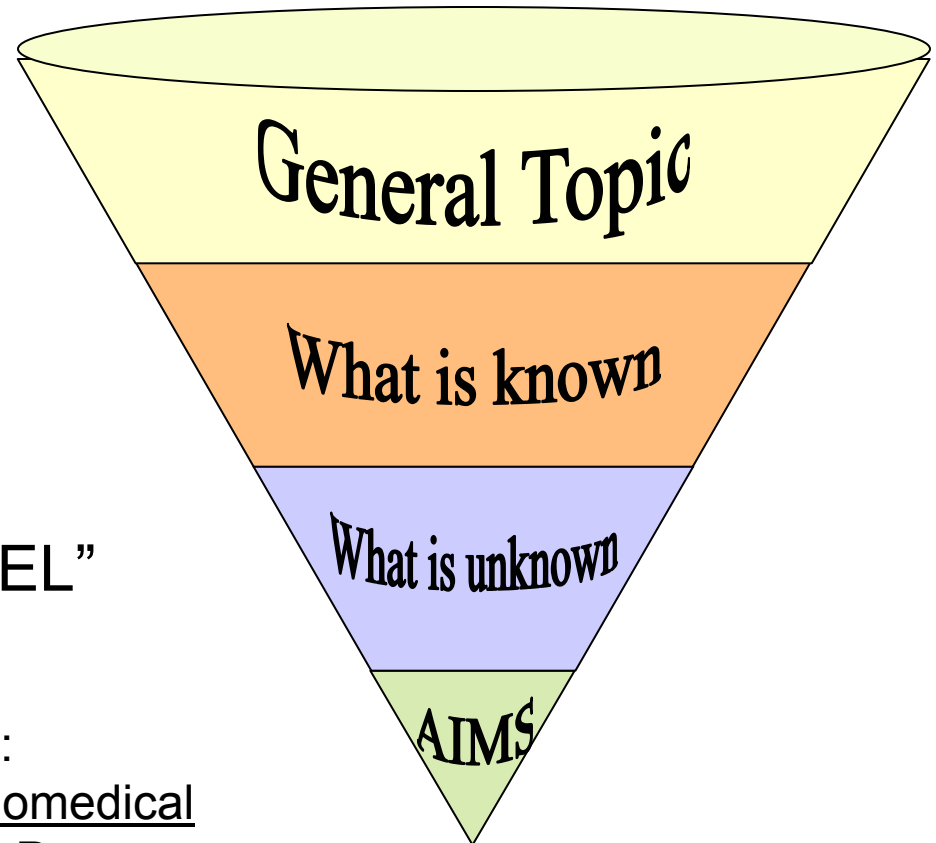 General Topic
What is known
What is unknown
EL”
AIMS
:
omedical